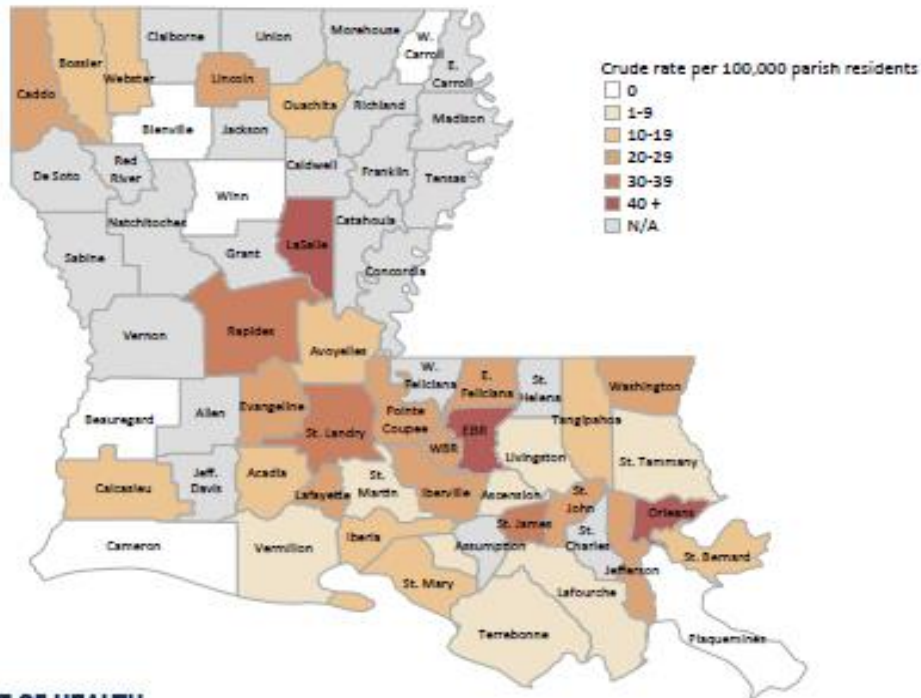 Claiborne
Union
Morehouse
W.
Carroll
E.
Carroll
Bossier
Webster
Caddo
Lincoln
Ouachita
Richland
Madison
Bienville
Jackson
De Soto
Red
River
Caldwell
Franklin
Tensas
Winn
Natchitoches
Catahoula
Sabine
Grant
LaSalle
Concordia
Vernon
Rapides
Avoyelles
W.
Feliciana
E.
Feliciana
St.
Helena
Washington
Beauregard
Allen
Evangeline
St. Landry
Pointe
Coupee
EBR
WBR
Tangipahoa
Livingston
St. Tammany
Calcasieu
Jeff.
Davis
Acadia
Lafayette
St.
Martin
Iberville
Ascension
St.
John
Orleans
Cameron
Vermilion
Iberia
Assumption
St. James
St.
Charles
Jefferson
St. Bernard
St. Mary
Lafourche
Terrebonne
Plaquemines
Crude rate per 100,000 parish residents
0
1-9
10-19
20-29
30-39
40 +
N/A